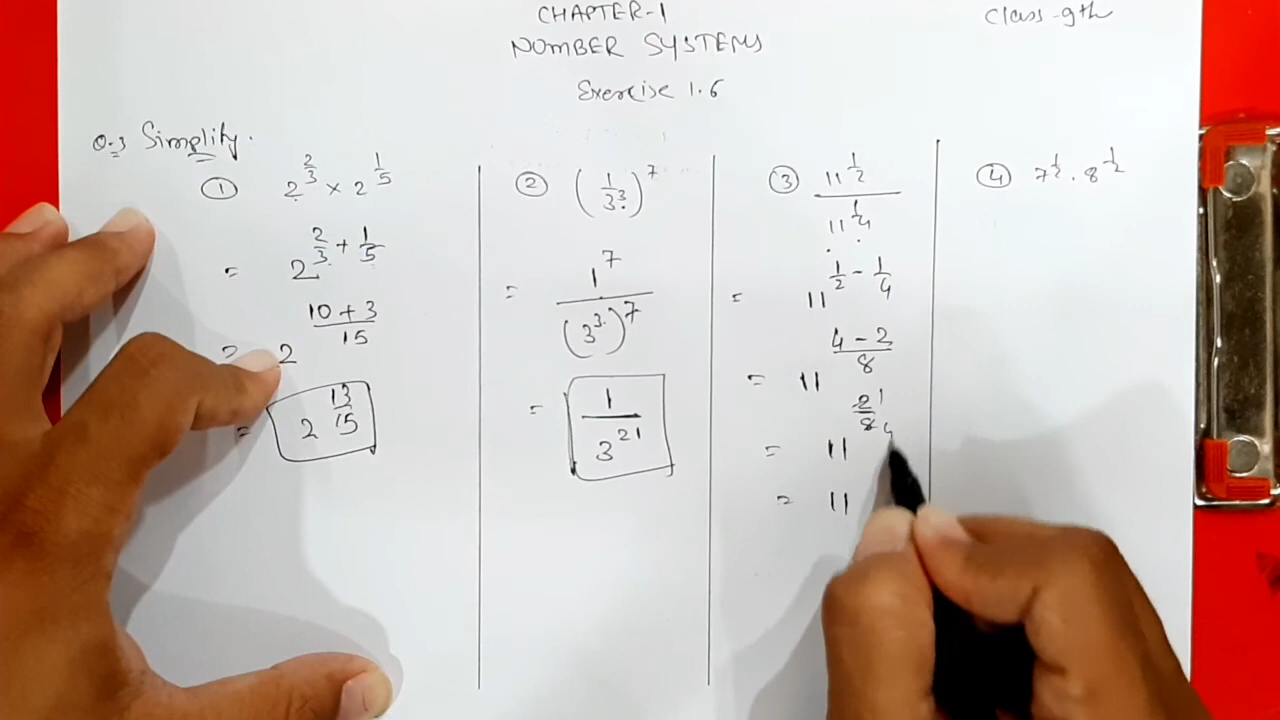 CHAPTER-1
Class-9th
NUMBER SYSTEMS
Exercise 1.6
Q-3 Simplify.
① 2^(2/3) × 2^(1/5)
= 2^(2/3 + 1/5)
= 2^((10+3)/15)
= 2^(13/15)
② (1/3^3)^7
= 1^7/(3^3)^7
= 1/3^21
③ 11^(1/2)/11^(1/4)
= 11^(1/2 - 1/4)
= 11^((4-2)/8)
= 11^(2/8) 1 4
= 11
④ 7^(1/2) . 8^(1/2)